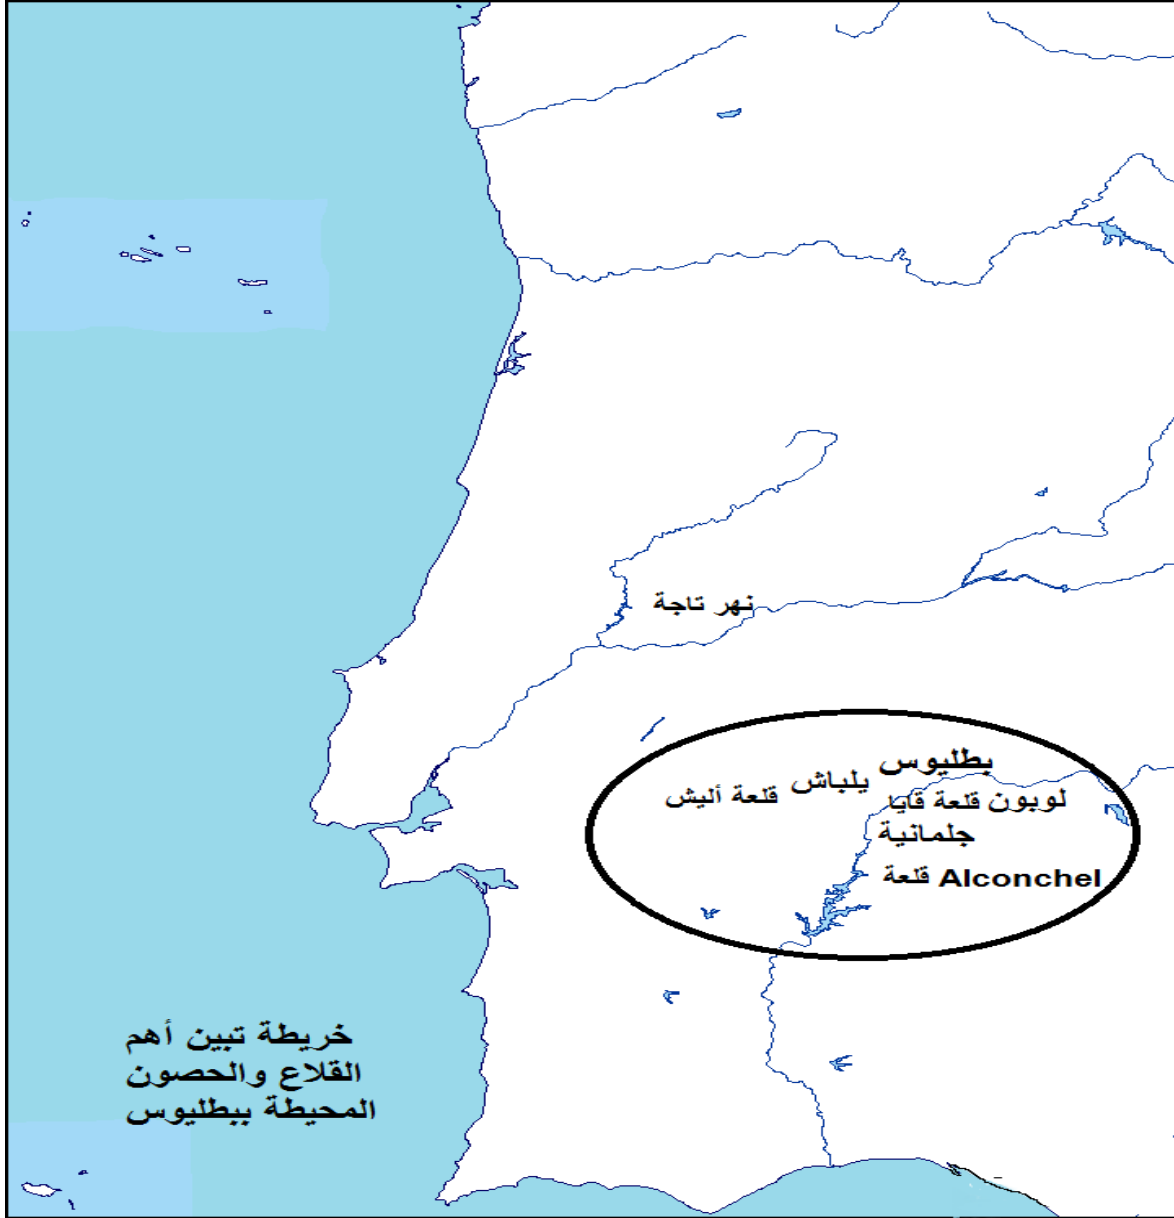 نهر تاجة
بطليوس
يلباش
قلعة أليش
لوبون
قلعة قايا
جلمانية
قلعة Alconchel
خريطة تبين أهم
القلاع والحصون
المحيطة ببطليوس